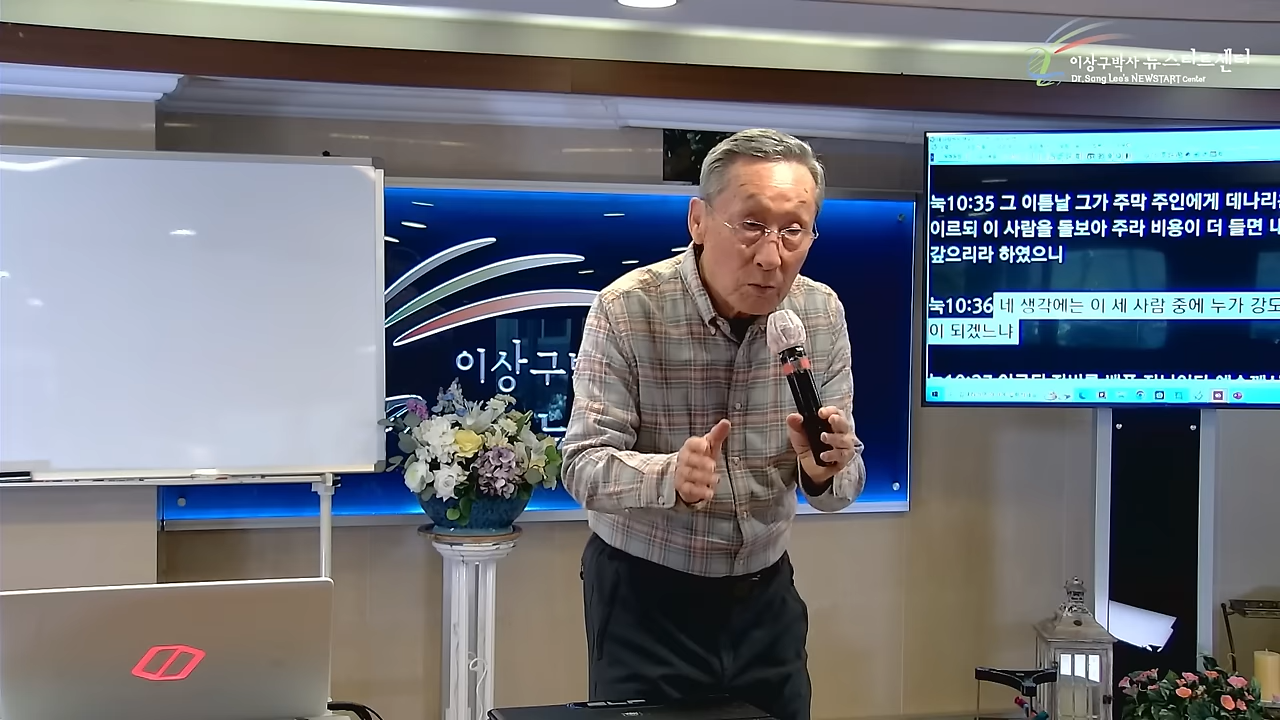 이상구박사 뉴스타트센터
Dr. Sang Lee's NEWSTART Center
눅10:35 그 이튿날 그가 주막 주인에게 데나리
이르되 이 사람을 돌보아 주라 비용이 더 들면 내
갚으리라 하였으니
눅10:36 네 생각에는 이 세 사람 중에 누가 강도
이 되겠느냐
이상구